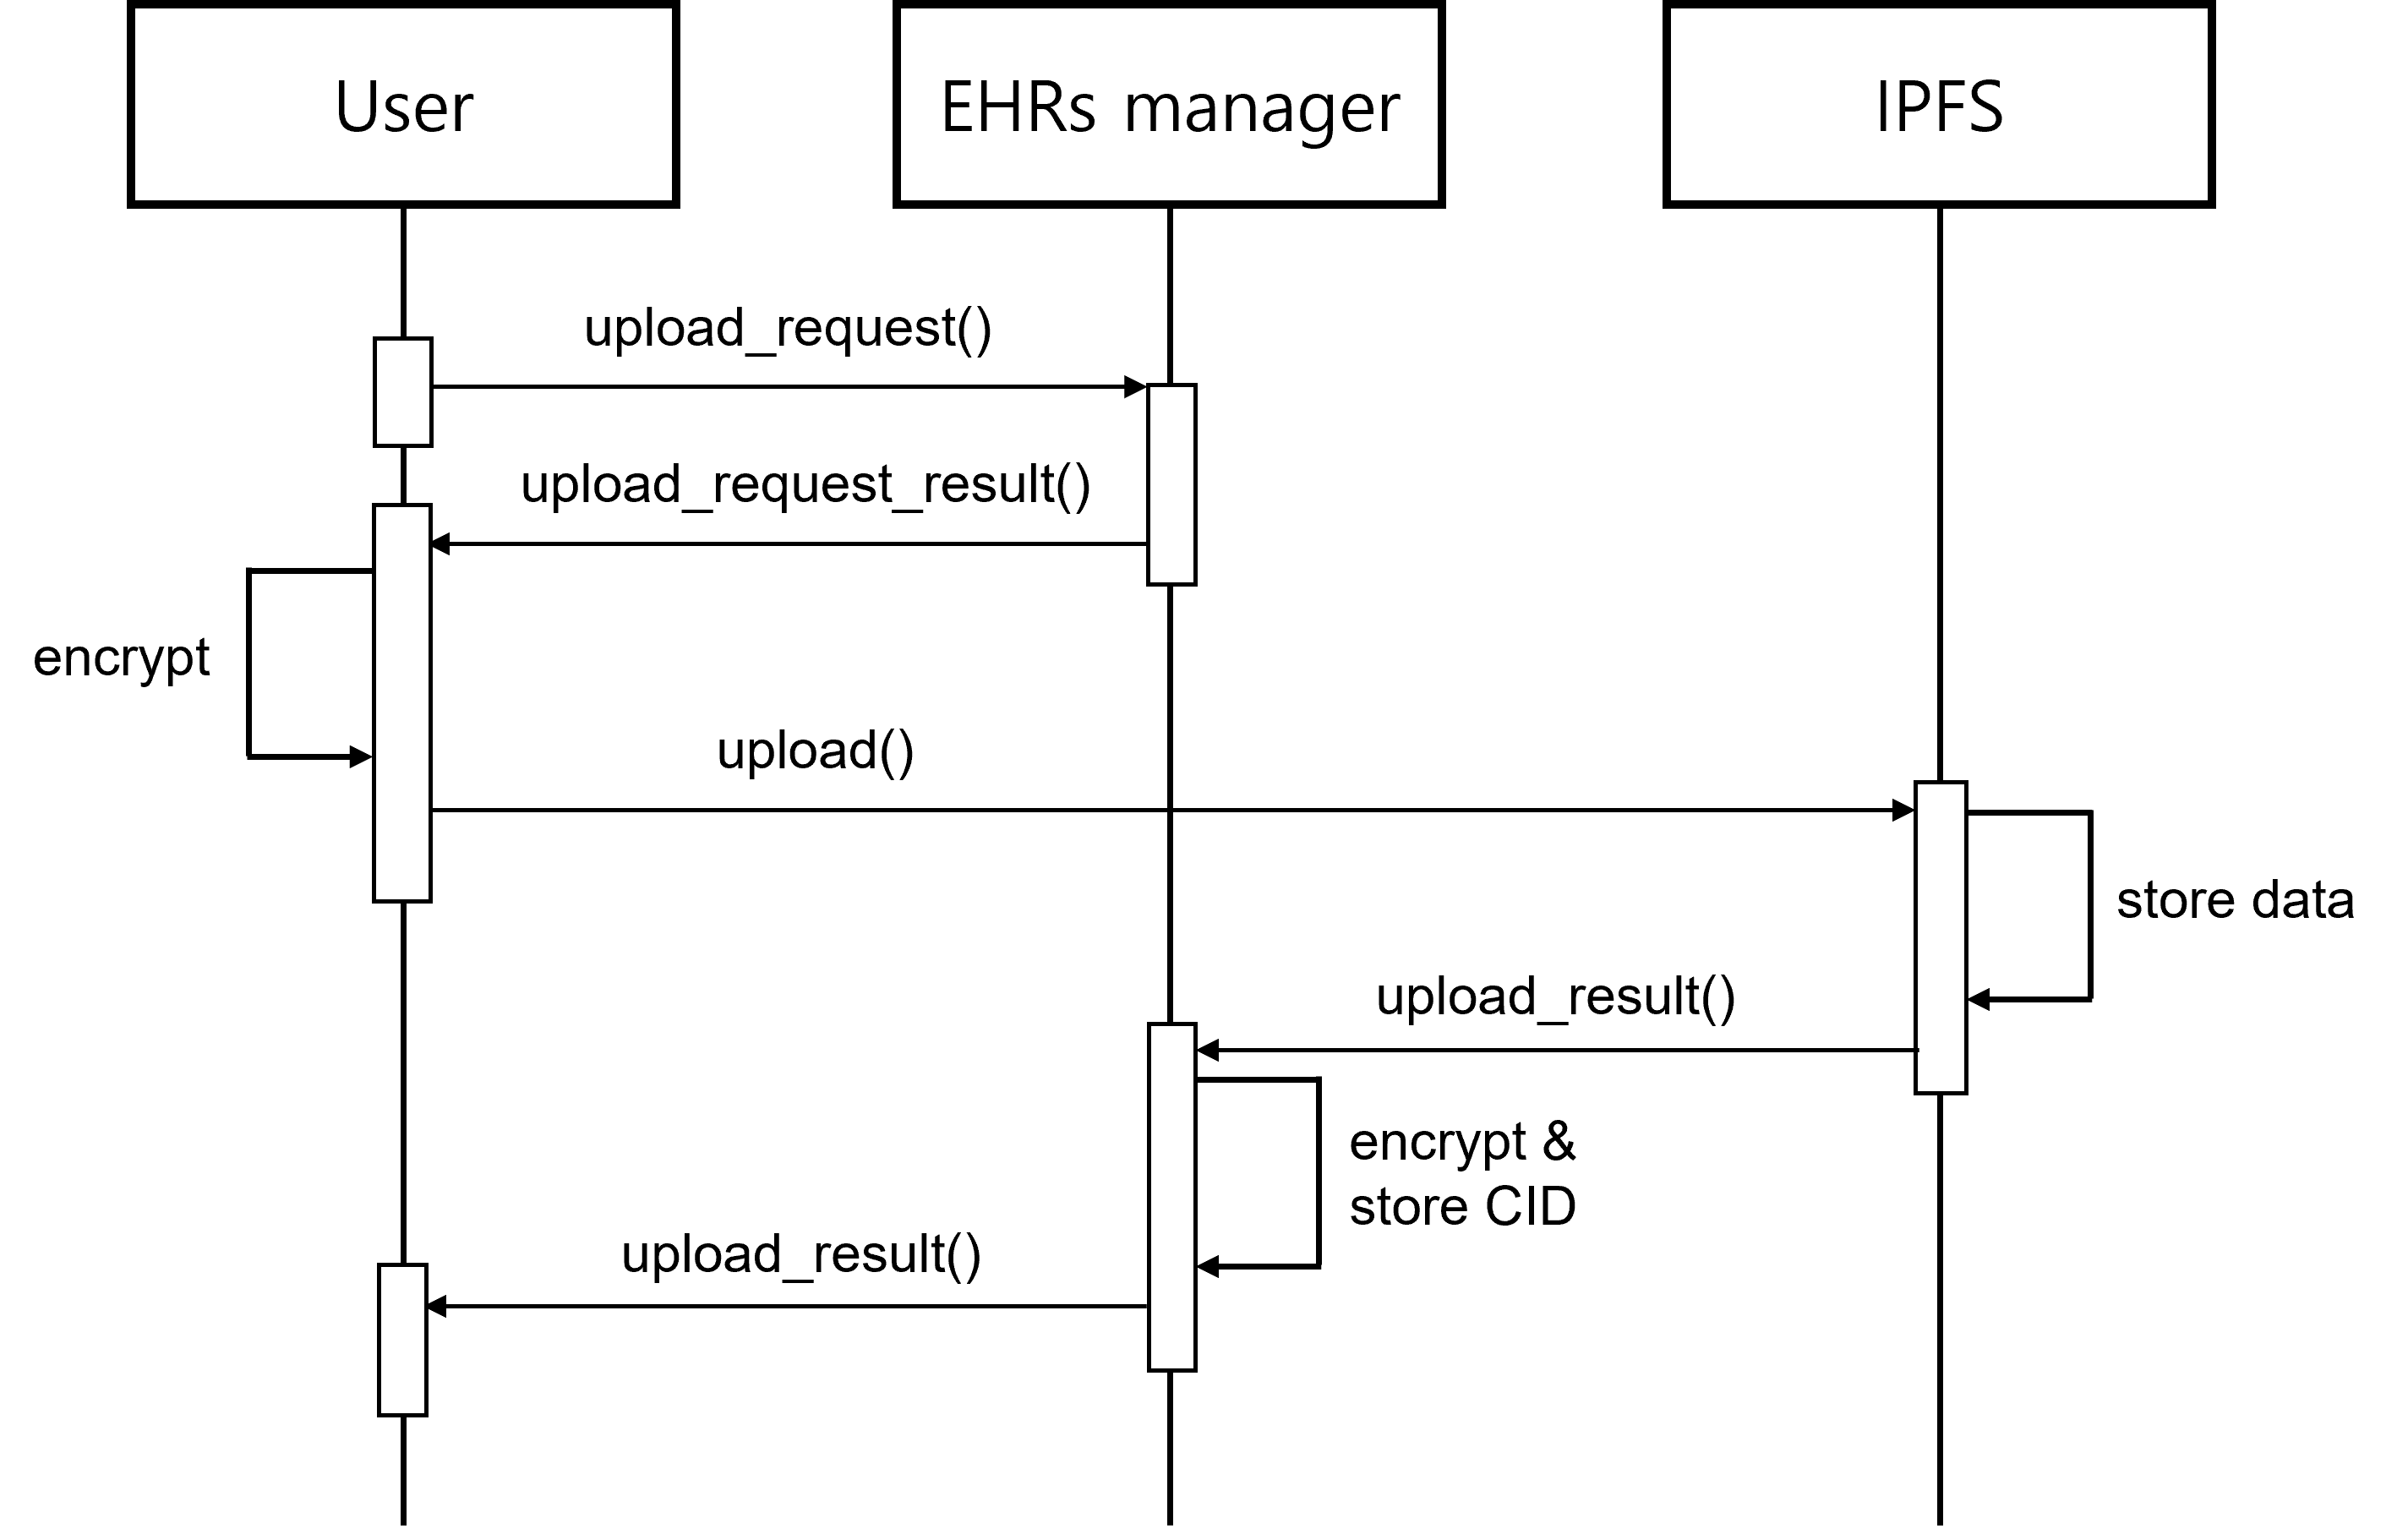 User
EHRs manager
IPFS
upload_request()
upload_request_result()
encrypt
upload()
store data
upload_result()
encrypt &
store CID
upload_result()